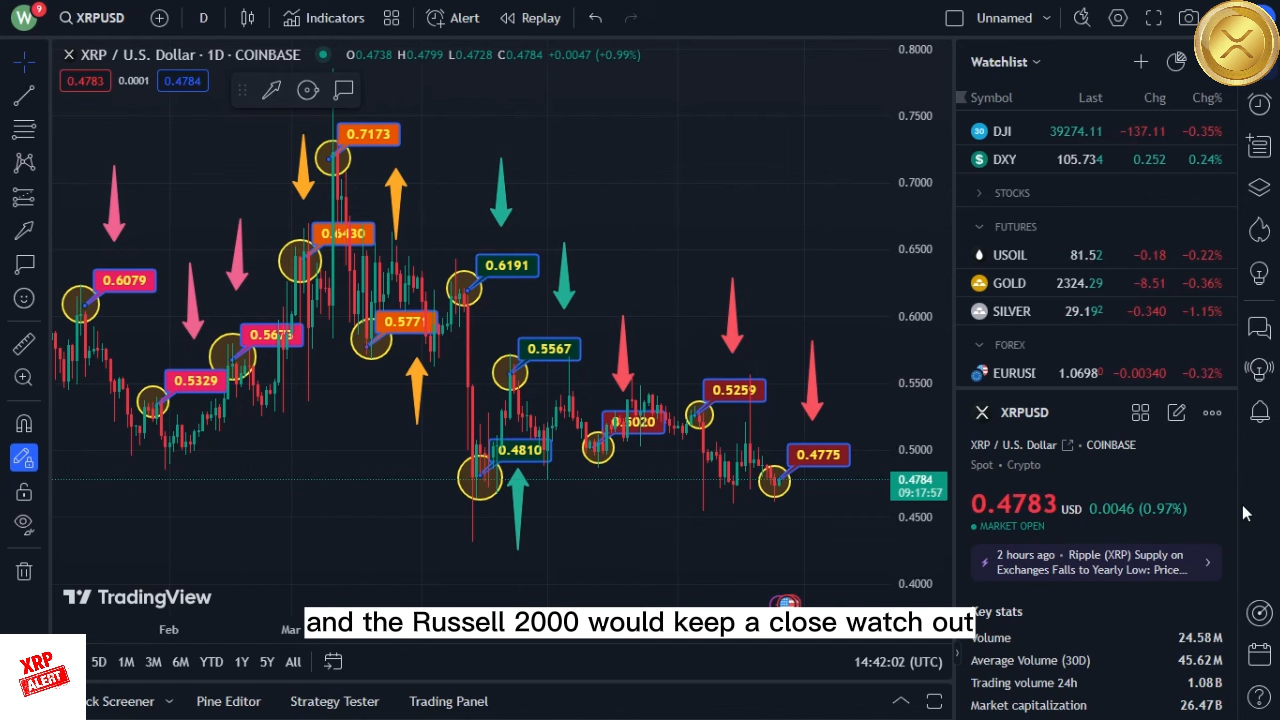 W 9 XRPUSD D Indicators Alert Replay Unnamed
XRP / U.S. Dollar · 1D · COINBASE O0.4738 H0.4799 L0.4728 C0.4784 +0.0047 (+0.99%)
0.4783 0.0001 0.4784
0.8000
0.7500
0.7000
0.6500
0.6000
0.5500
0.5000
0.4784
09:17:57
0.4500
0.4000
0.6079
0.5329
0.5673
0.6430
0.7173
0.5771
0.6191
0.5567
0.4810
0.5020
0.5259
0.4775
TradingView
Feb Mar
and the Russell 2000 would keep a close watch out
5D 1M 3M 6M YTD 1Y 5Y All 14:42:02 (UTC)
ck Screener Pine Editor Strategy Tester Trading Panel
XRP
ALERT
Watchlist
Symbol Last Chg Chg%
30 DJI 39274.11 −137.11 −0.35%
$ DXY 105.734 0.252 0.24%
STOCKS
FUTURES
USOIL 81.52 −0.18 −0.22%
GOLD 2324.29 −8.51 −0.36%
SILVER 29.192 −0.340 −1.15%
FOREX
EURUSD 1.06980 −0.00340 −0.32%
XRPUSD
XRP / U.S. Dollar COINBASE
Spot • Crypto
0.4783 USD 0.0046 (0.97%)
MARKET OPEN
2 hours ago • Ripple (XRP) Supply on
Exchanges Falls to Yearly Low: Price...
Key stats
Volume 24.58M
Average Volume (30D) 45.62M
Trading volume 24h 1.08B
Market capitalization 26.47B